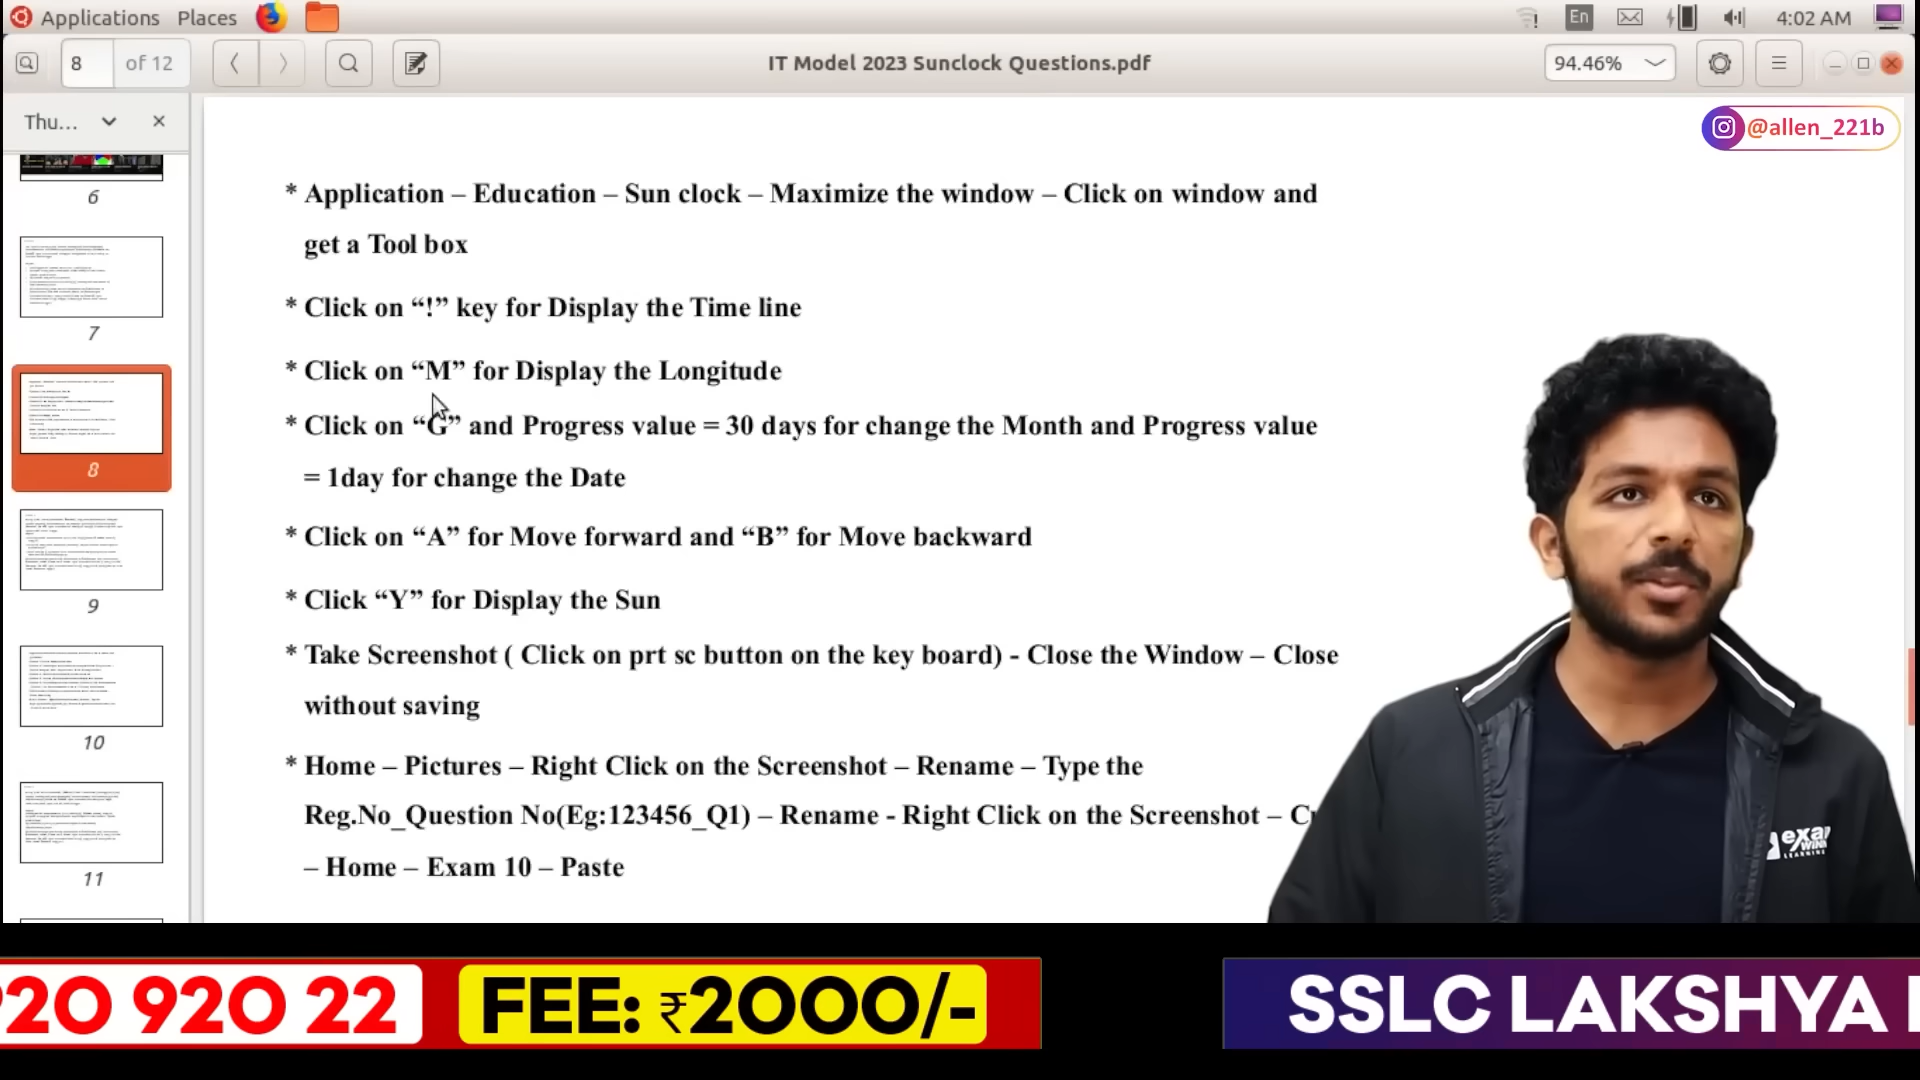 Applications Places En 4:02 AM
8 of 12 IT Model 2023 Sunclock Questions.pdf 94.46%
Thu...
@allen_221b
6
7
8
9
10
11
* Application – Education – Sun clock – Maximize the window – Click on window and
get a Tool box
* Click on “!” key for Display the Time line
* Click on “M” for Display the Longitude
* Click on “G” and Progress value = 30 days for change the Month and Progress value
= 1day for change the Date
* Click on “A” for Move forward and “B” for Move backward
* Click “Y” for Display the Sun
* Take Screenshot ( Click on prt sc button on the key board) - Close the Window – Close
without saving
* Home – Pictures – Right Click on the Screenshot – Rename – Type the
Reg.No_Question No(Eg:123456_Q1) – Rename - Right Click on the Screenshot –
– Home – Exam 10 – Paste
exam
winner
LEARNING
920 22
FEE: ₹2000/-
SSLC LAKSHYA